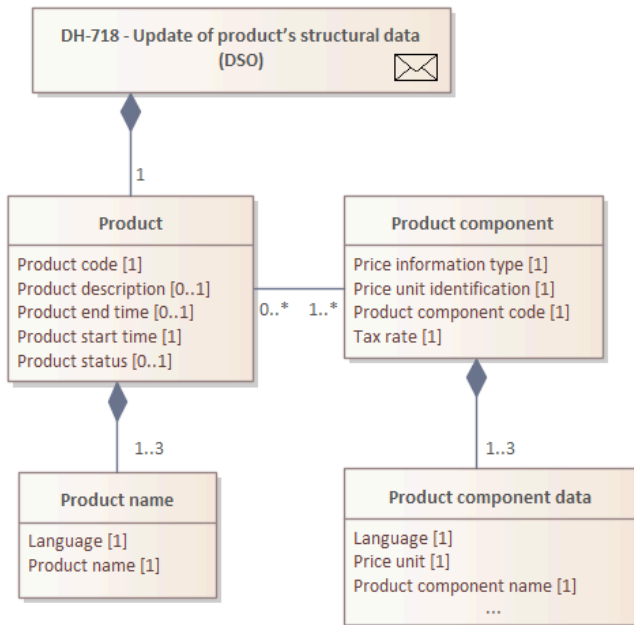 DH-718 - Update of product's structural data
(DSO)
1
Product
Product code [1]
Product description [0..1]
Product end time [0..1]
Product start time [1]
Product status [0..1]
0..*
1..*
Product component
Price information type [1]
Price unit identification [1]
Product component code [1]
Tax rate [1]
1..3
Product name
Language [1]
Product name [1]
1..3
Product component data
Language [1]
Price unit [1]
Product component name [1]
...